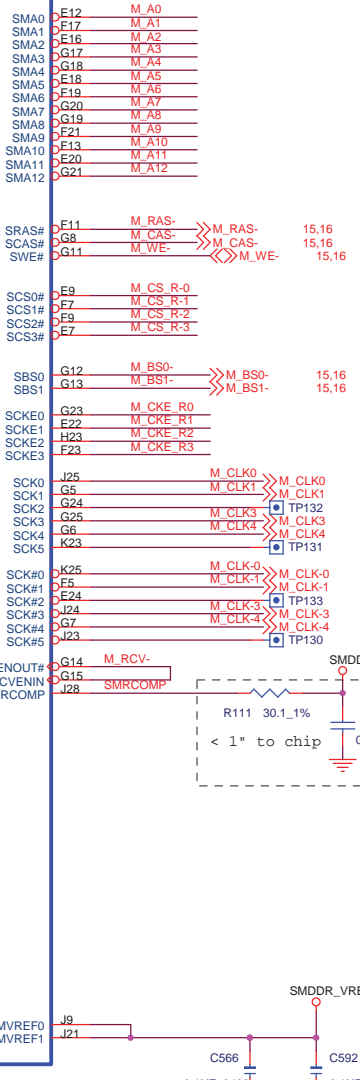 SMA0 E12 M_A0
SMA1 F17 M_A1
SMA2 E16 M_A2
SMA3 G17 M_A3
SMA4 G18 M_A4
SMA5 E18 M_A5
SMA6 F19 M_A6
SMA7 G20 M_A7
SMA8 G19 M_A8
SMA9 F21 M_A9
SMA10 F13 M_A10
SMA11 E20 M_A11
SMA12 G21 M_A12
SRAS# F11 M_RAS- M_RAS- 15,16
SCAS# G8 M_CAS- M_CAS-
SWE# G11 M_WE- M_WE- 15,16
SCS0# E9 M_CS_R-0
SCS1# F7 M_CS_R-1
SCS2# F9 M_CS_R-2
SCS3# E7 M_CS_R-3
SBS0 G12 M_BS0- M_BS0- 15,16
SBS1 G13 M_BS1- M_BS1- 15,16
SCKE0 G23 M_CKE_R0
SCKE1 E22 M_CKE_R1
SCKE2 H23 M_CKE_R2
SCKE3 F23 M_CKE_R3
SCK0 J25 M_CLK0 M_CLK0
SCK1 G5 M_CLK1 M_CLK1
SCK2 G24 TP132
SCK3 G25 M_CLK3 M_CLK3
SCK4 G6 M_CLK4 M_CLK4
SCK5 K23 TP131
SCK#0 K25 M_CLK-0 M_CLK-0
SCK#1 F5 M_CLK-1 M_CLK-1
SCK#2 E24 TP133
SCK#3 J24 M_CLK-3 M_CLK-3
SCK#4 G7 M_CLK-4 M_CLK-4
SCK#5 J23 TP130
ENOUT# G14 M_RCV-
CVENIN G15
RCOMP J28 SMRCOMP
SMDD
R111 30.1_1%
< 1" to chip
SMDDR_VRE
MVREF0 J9
MVREF1 J21
C566 C592